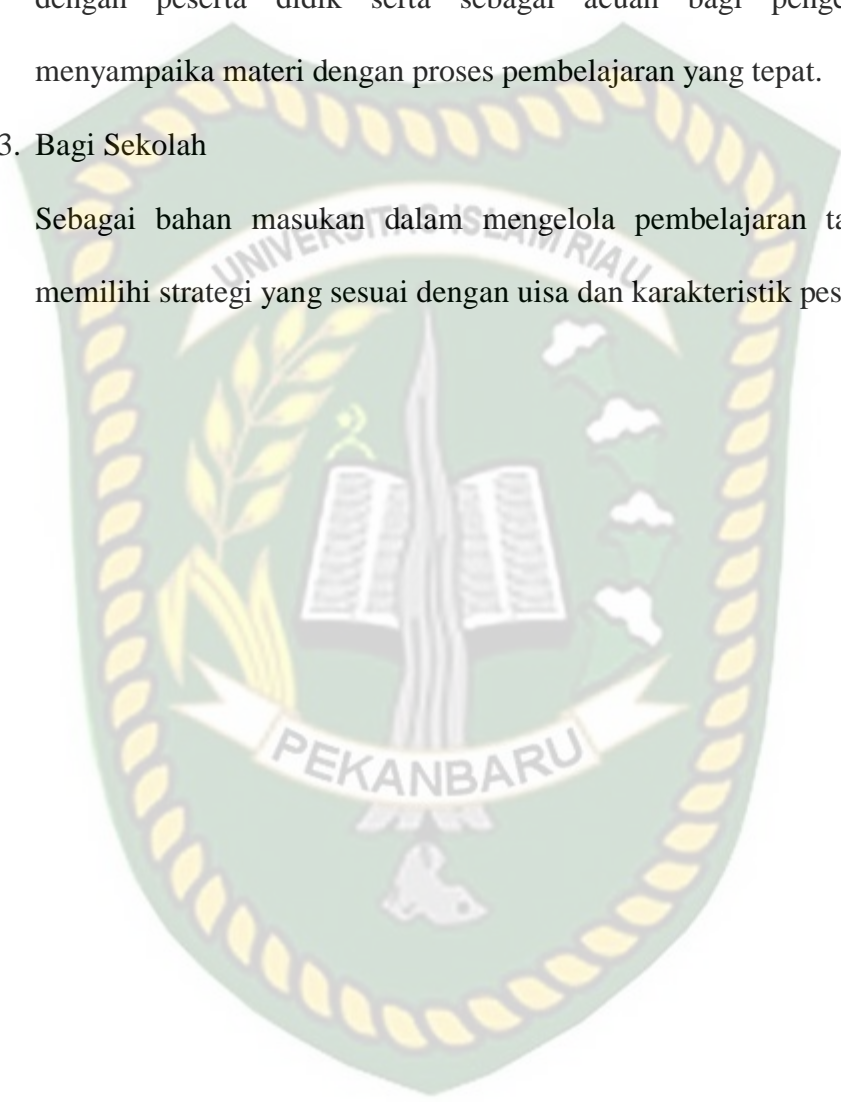 dengan peserta didik serta sebagai acuan bagi
menyampaika materi dengan proses pembelajaran yang tepat.
3. Bagi Sekolah
Sebagai bahan masukan dalam mengelola pembelajaran
memilihi strategi yang sesuai dengan uisa dan karakteristik
UNIVERSITAS ISLAM RIAU
PEKANBARU